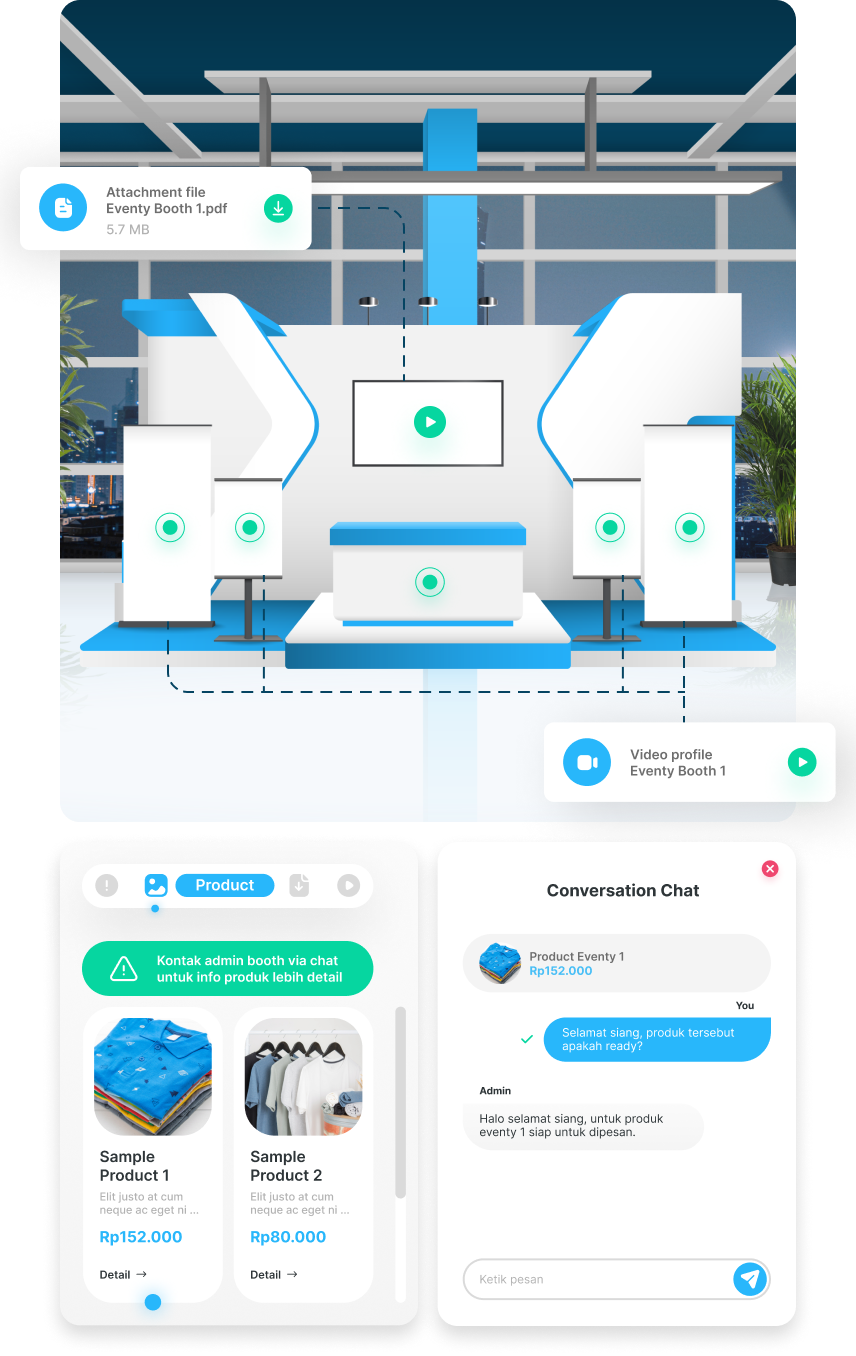 Attachment file
Eventy Booth 1.pdf
5.7 MB
Video profile
Eventy Booth 1
Product
Kontak admin booth via chat
untuk info produk lebih detail
Sample
Product 1
Elit justo at cum
neque ac eget ni ...
Rp152.000
Detail →
Sample
Product 2
Elit justo at cum
neque ac eget ni ...
Rp80.000
Detail →
Conversation Chat
Product Eventy 1
Rp152.000
You
Selamat siang, produk tersebut
apakah ready?
Admin
Halo selamat siang, untuk produk
eventy 1 siap untuk dipesan.
Ketik pesan